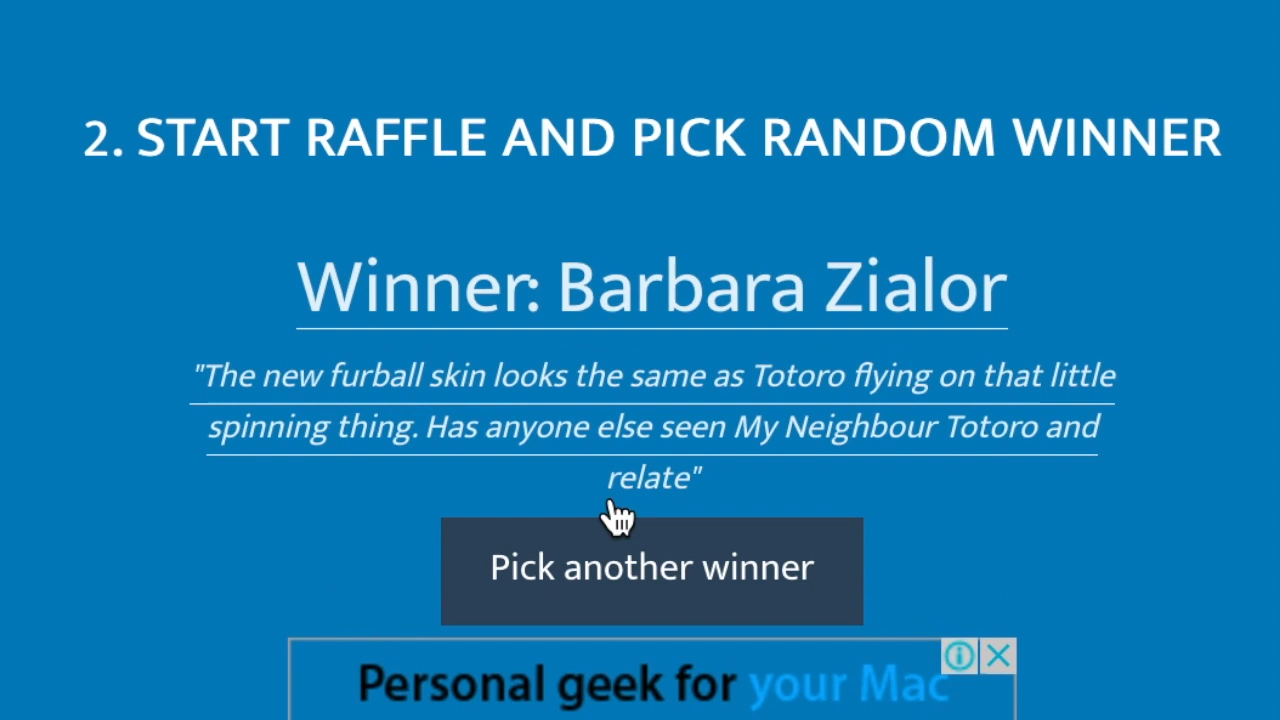 2. START RAFFLE AND PICK RANDOM WINNER
Winner: Barbara Zialor
"The new furball skin looks the same as Totoro flying on that little
spinning thing. Has anyone else seen My Neighbour Totoro and
relate"
Pick another winner
Personal geek for your Mac